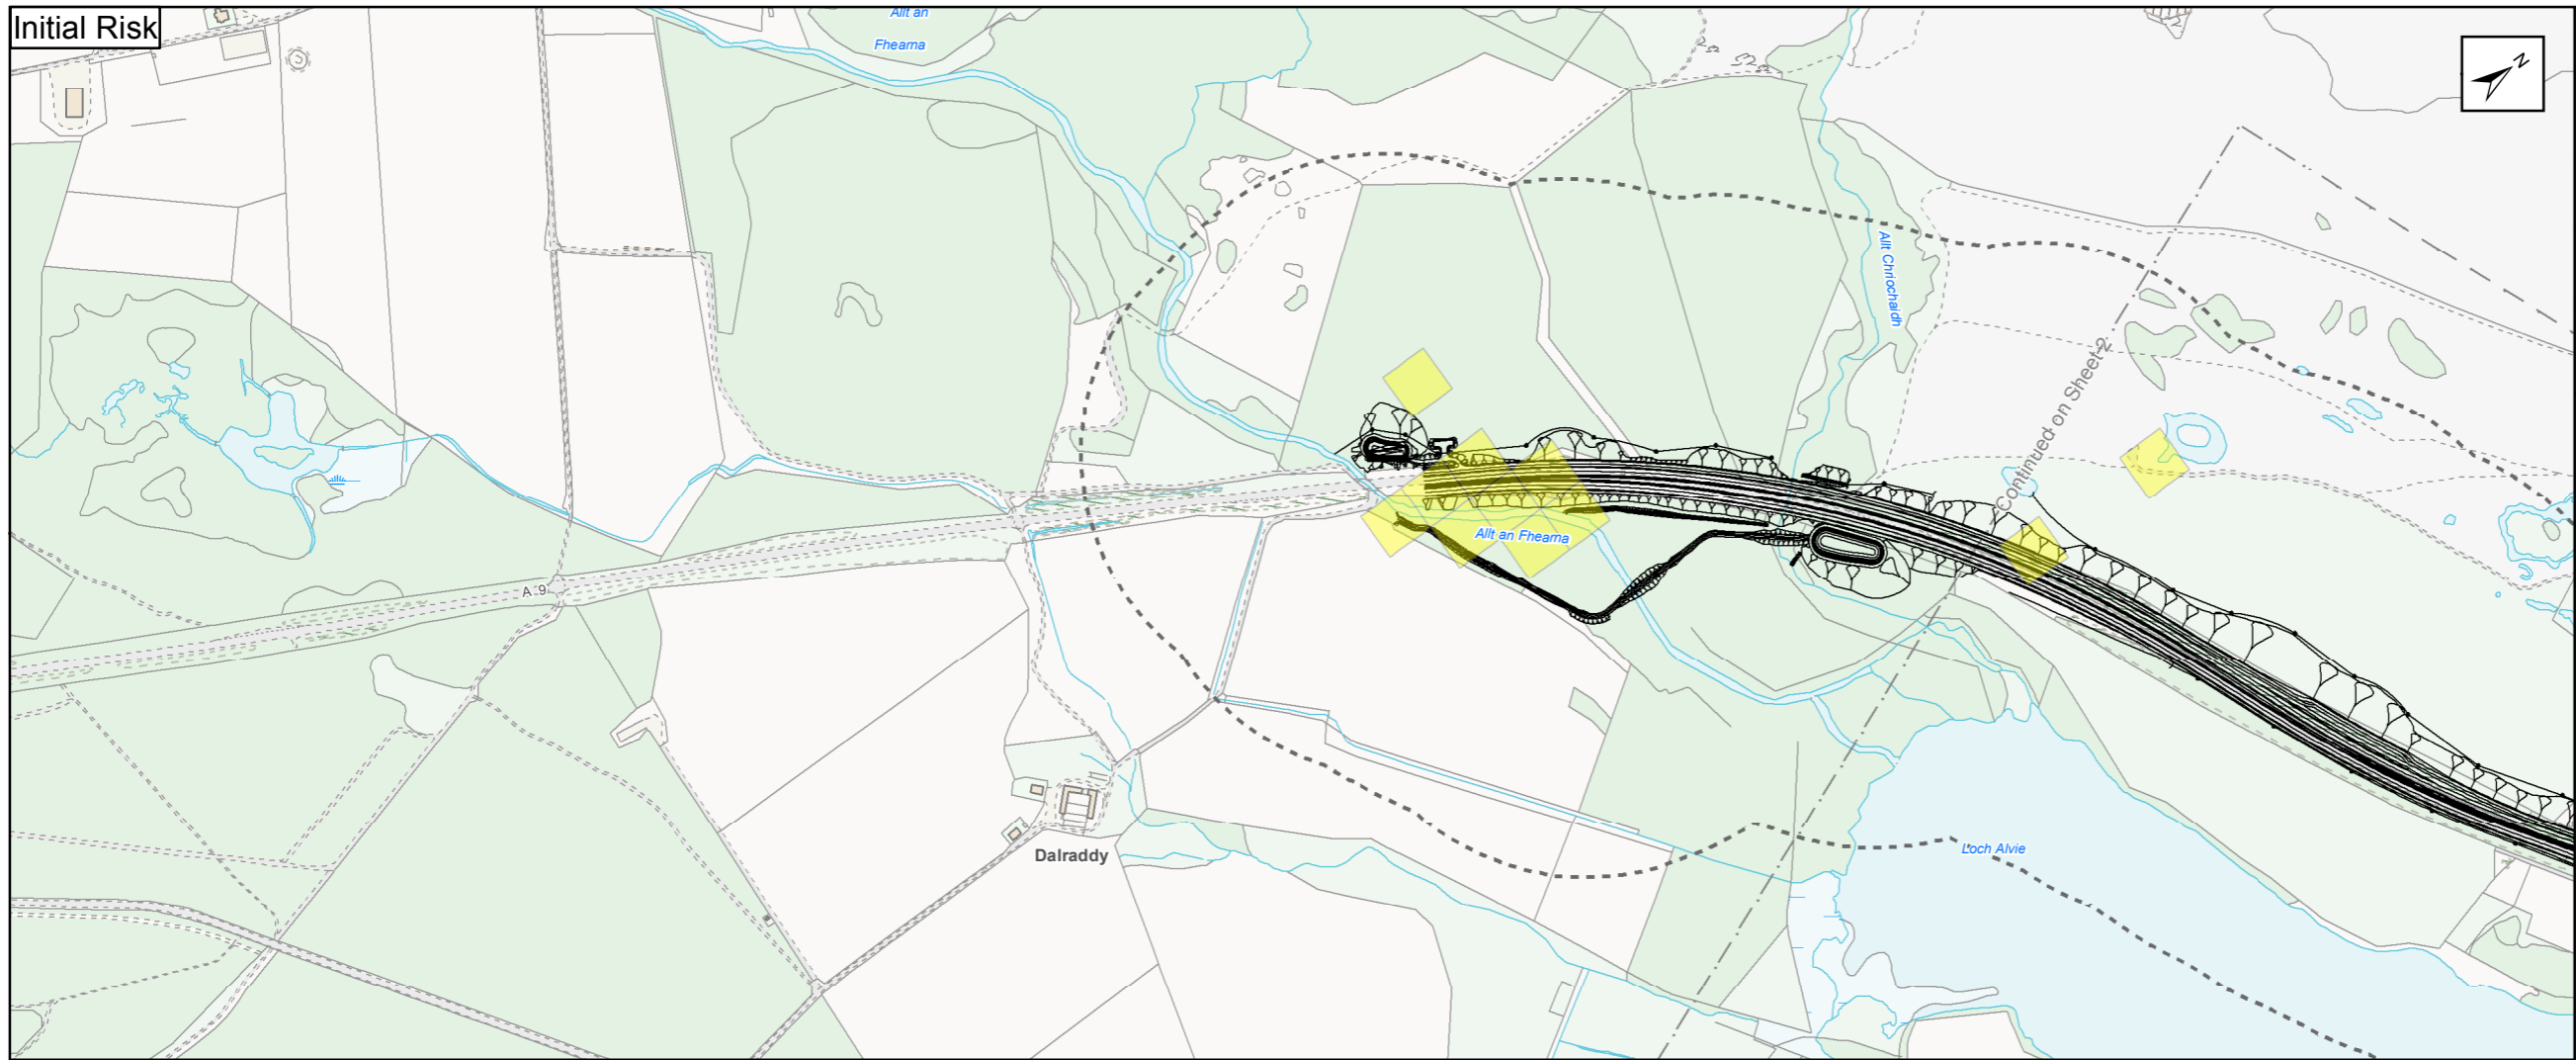 Initial Risk
Allt an
Fhearna
N
Allt Chriochaidh
Continued on Sheet 2
Allt an Fhearna
A 9
Dalraddy
Loch Alvie